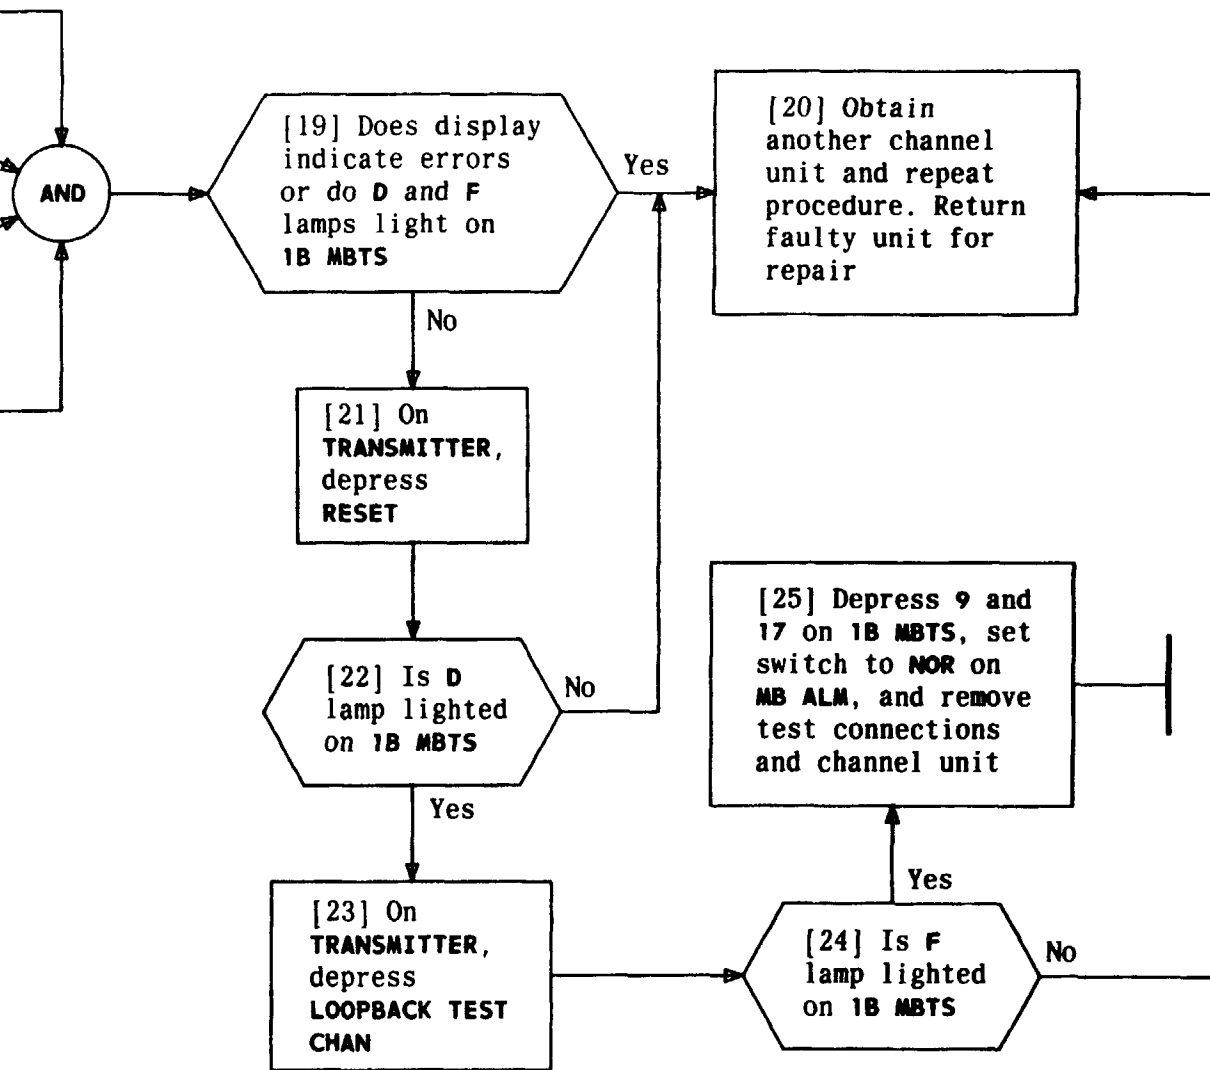 AND
[19] Does display
indicate errors
or do D and F
lamps light on
1B MBTS
Yes
No
[20] Obtain
another channel
unit and repeat
procedure. Return
faulty unit for
repair
[21] On
TRANSMITTER,
depress
RESET
[22] Is D
lamp lighted
on 1B MBTS
No
Yes
[23] On
TRANSMITTER,
depress
LOOPBACK TEST
CHAN
[24] Is F
lamp lighted
on 1B MBTS
Yes
No
[25] Depress 9 and
17 on 1B MBTS, set
switch to NOR on
MB ALM, and remove
test connections
and channel unit